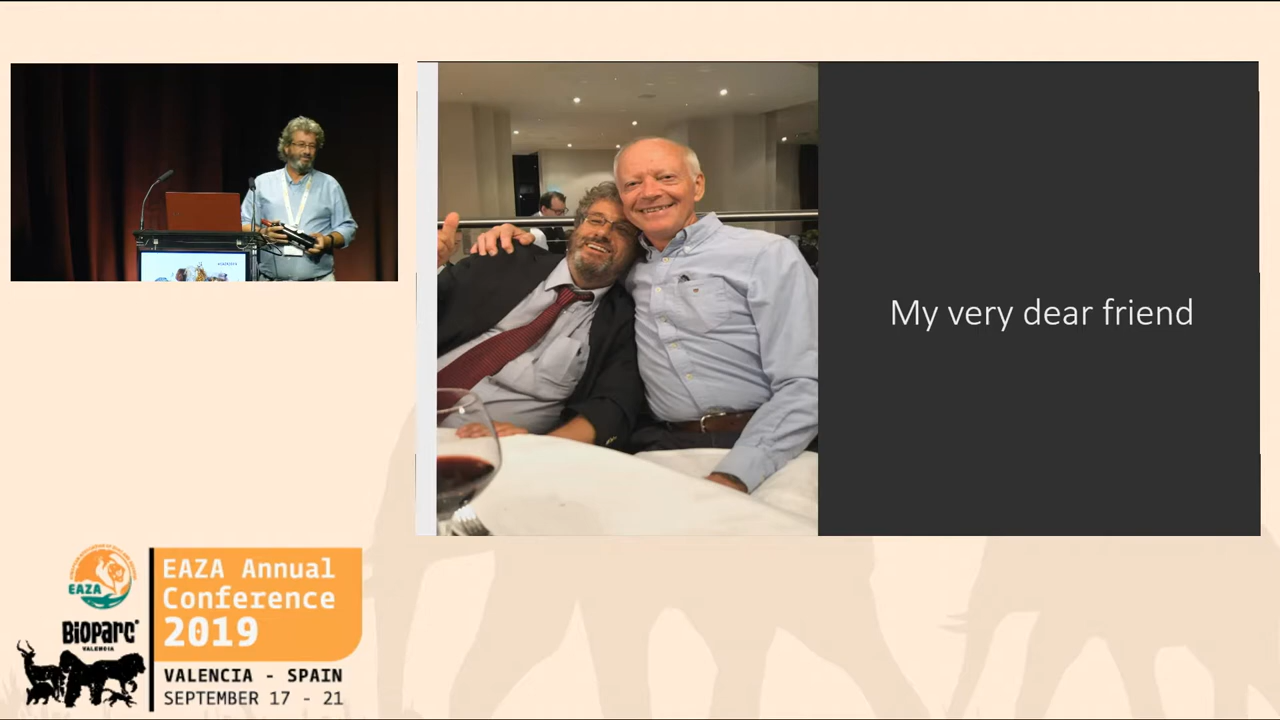 My very dear friend
EAZA
BIOPARC
VALENCIA
EAZA Annual
Conference
2019
VALENCIA - SPAIN
SEPTEMBER 17 - 21